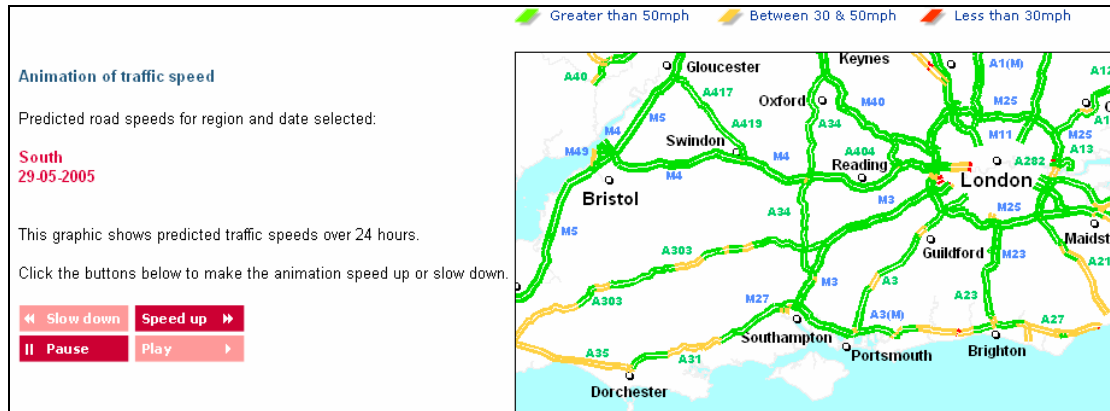 Greater than 50mph Between 30 & 50mph Less than 30mph
Animation of traffic speed
Predicted road speeds for region and date selected:
South
29-05-2005
This graphic shows predicted traffic speeds over 24 hours.
Click the buttons below to make the animation speed up or slow down.
Slow down Speed up
Pause Play
Keynes A1(M)
A40 Gloucester A12
A417 Oxford M40 M25
M5 A34
A419 M11 M25
M4 Swindon A13
M49 M4 A404 A282
Reading
M4 London
Bristol M3
A34 M25
M5 Maidst
A303 Guildford M23
A21
M3 A3
A303 M27 A23
A3(M) A27
Southampton
A35 A31 Portsmouth Brighton
Dorchester